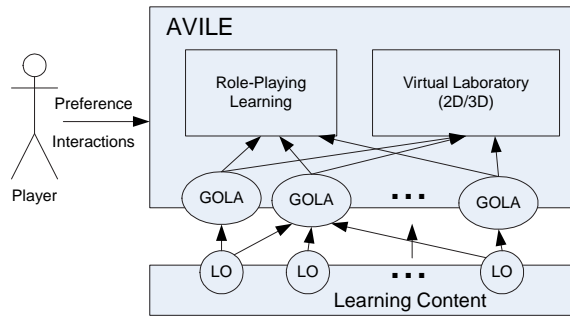 AVILE
Role-Playing
Learning
Virtual Laboratory
(2D/3D)
Preference
Interactions
Player
GOLA
GOLA
...
GOLA
LO
LO
...
LO
Learning Content